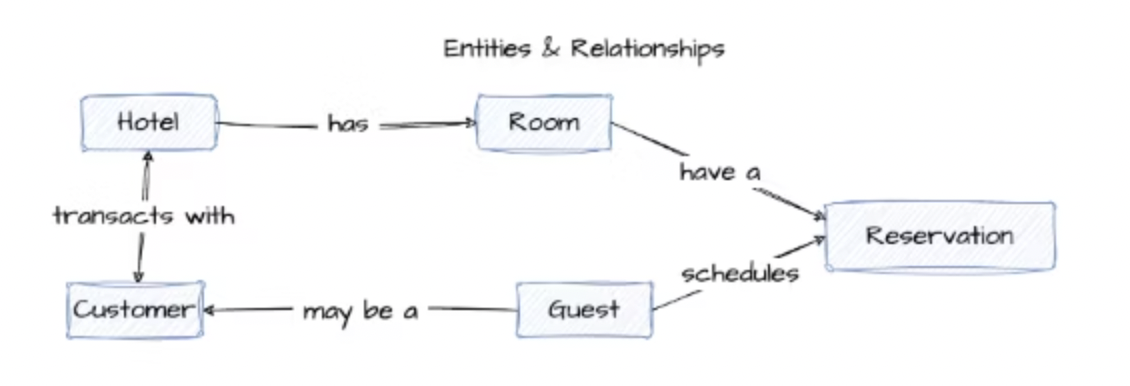 Entities & Relationships
Hotel
has
Room
have a
transacts with
Reservation
schedules
Customer
may be a
Guest